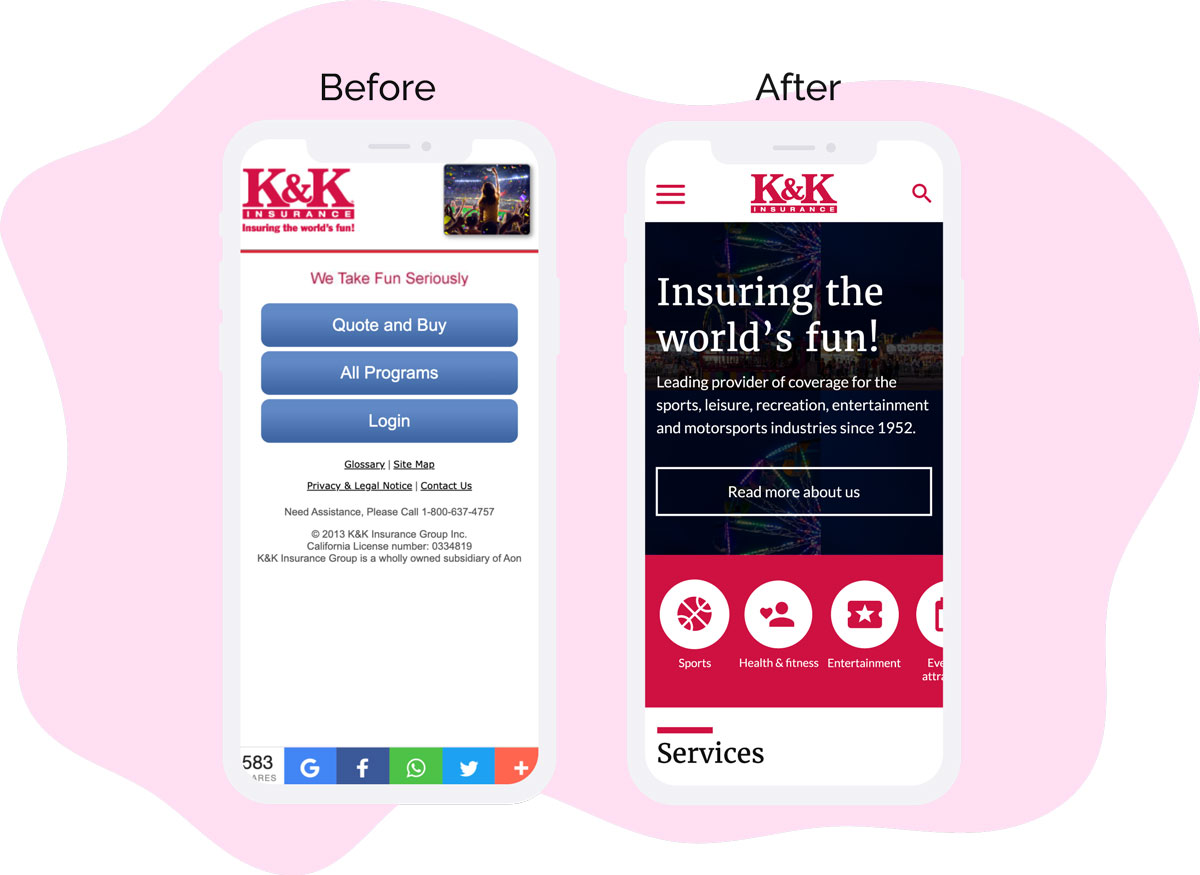 Before
K&K
INSURANCE
Insuring the world's fun!
We Take Fun Seriously
Quote and Buy
All Programs
Login
Glossary | Site Map
Privacy & Legal Notice | Contact Us
Need Assistance, Please Call 1-800-637-4757
© 2013 K&K Insurance Group Inc.
California License number: 0334819
K&K Insurance Group is a wholly owned subsidiary of Aon
583
ARES
After
K&K
INSURANCE
Insuring the
world's fun!
Leading provider of coverage for the
sports, leisure, recreation, entertainment
and motorsports industries since 1952.
Read more about us
Sports Health & fitness Entertainment Eve
attra
Services